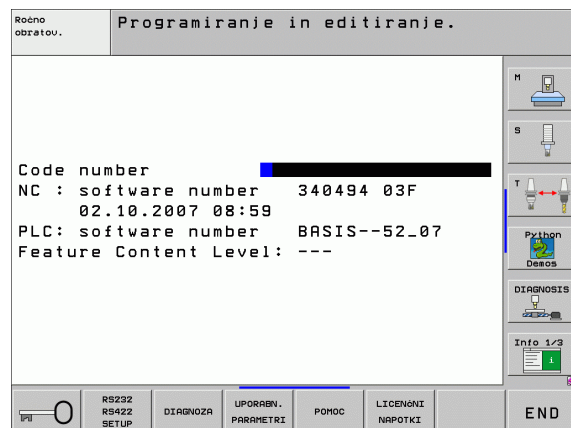 Ročno
obratov.
Programiranje in editiranje.
Code number
NC : software number 340494 03F
02.10.2007 08:59
PLC: software number BASIS--52_07
Feature Content Level: ---
M
S
T
Python
Demos
DIAGNOSIS
Info 1/3
i
RS232
RS422
SETUP
DIAGNOZA
UPORABN.
PARAMETRI
POMOC
LICENČNI
NAPOTKI
END